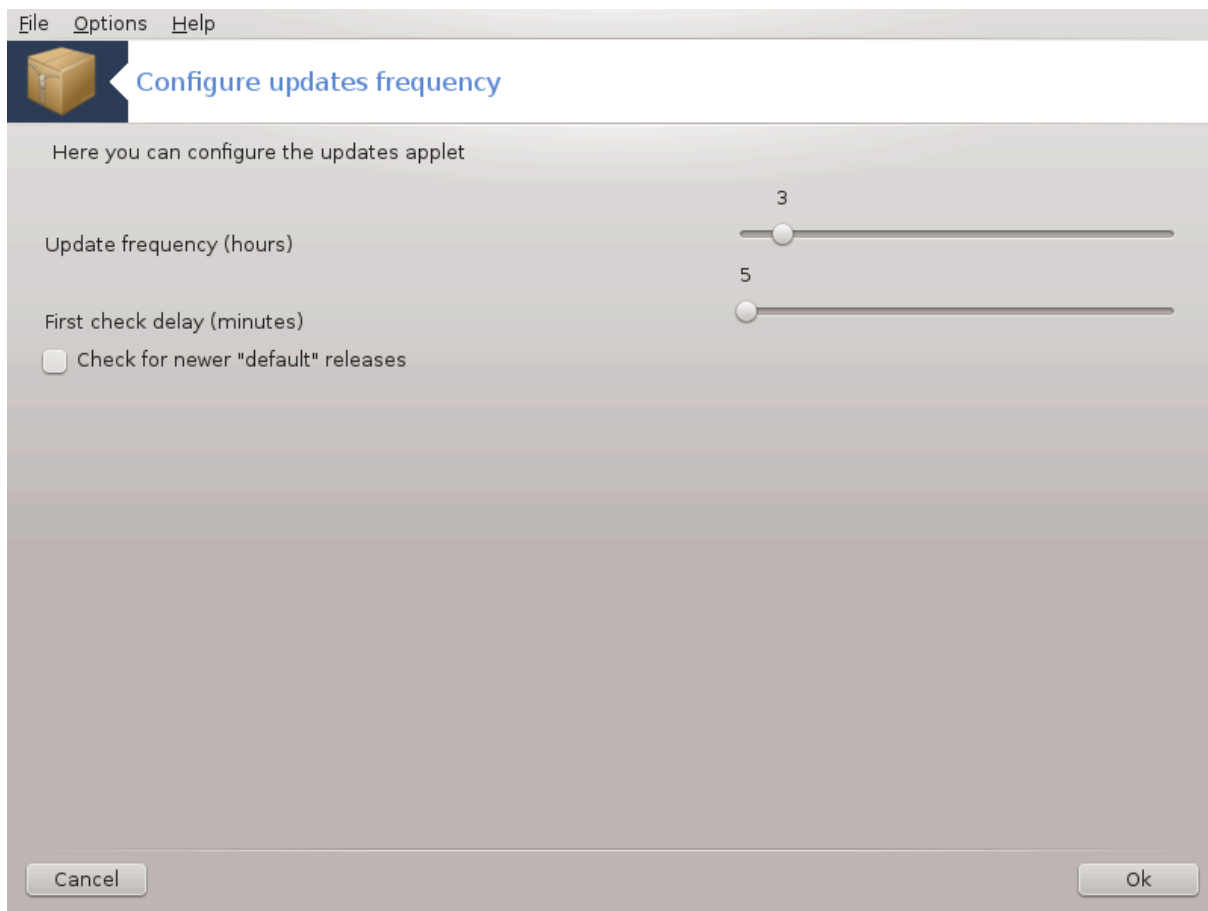 File Options Help
Configure updates frequency
Here you can configure the updates applet
3
Update frequency (hours)
5
First check delay (minutes)
Check for newer "default" releases
Cancel Ok